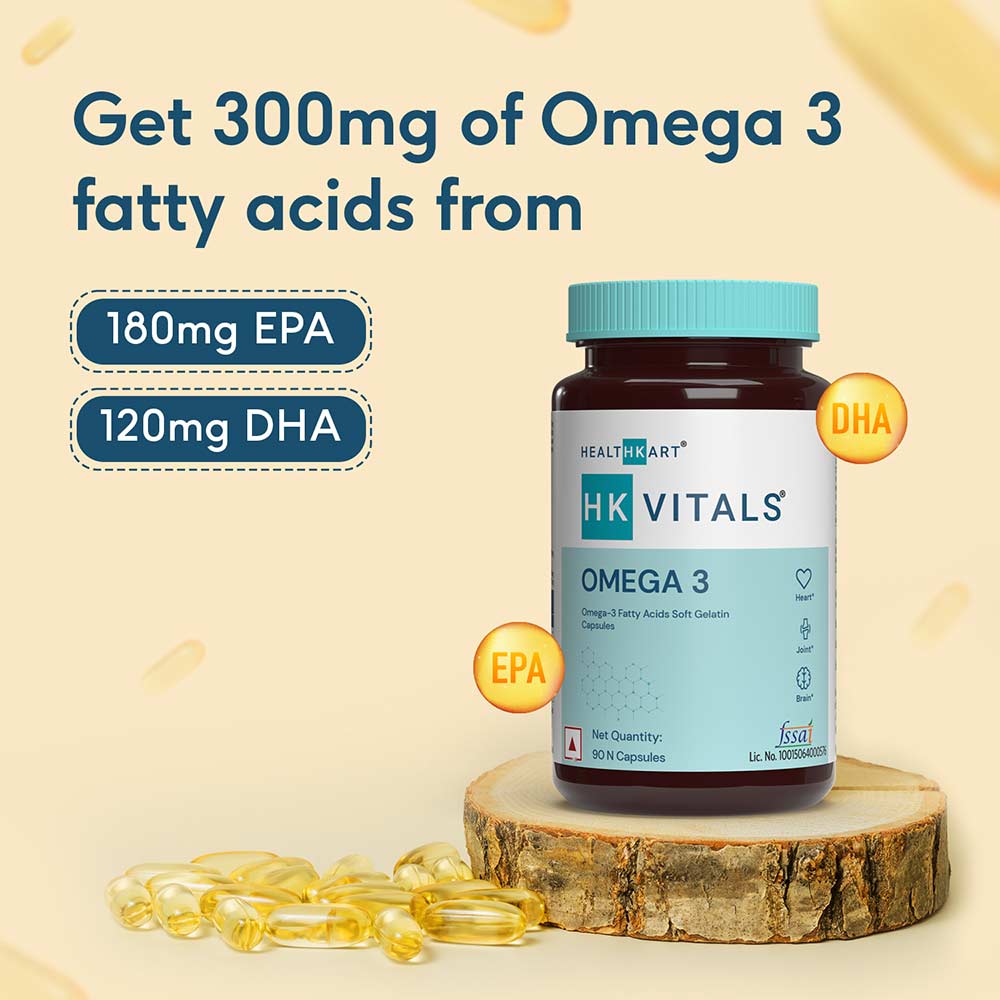 Get 300mg of Omega 3
fatty acids from
180mg EPA
120mg DHA
DHA
HEALTHKART®
HK VITALS®
OMEGA 3
Omega-3 Fatty Acids Soft Gelatin
Capsules
Heart*
Joint*
Brain*
EPA
Net Quantity:
90 N Capsules
fssai
Lic. No. 10015064000576